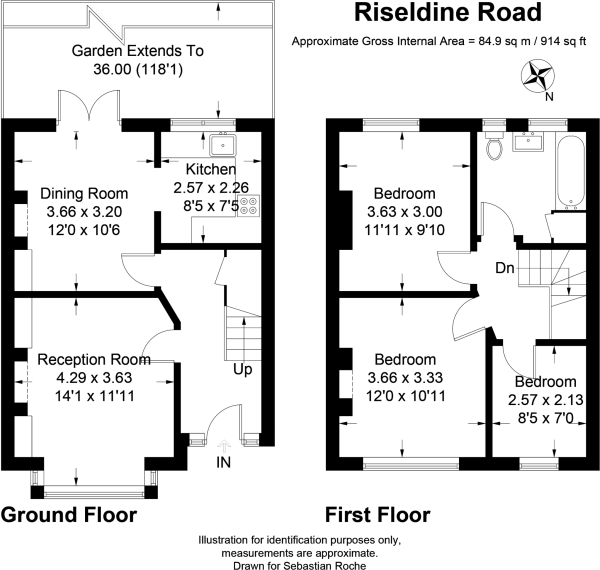 Riseldine Road
Approximate Gross Internal Area = 84.9 sq m / 914 sq ft
N
Garden Extends To
36.00 (118'1)
Kitchen
2.57 x 2.26
8'5 x 7'5
Dining Room
3.66 x 3.20
12'0 x 10'6
Reception Room
4.29 x 3.63
14'1 x 11'11
Up
IN
Ground Floor
Bedroom
3.63 x 3.00
11'11 x 9'10
Dn
Bedroom
3.66 x 3.33
12'0 x 10'11
Bedroom
2.57 x 2.13
8'5 x 7'0
First Floor
Illustration for identification purposes only,
measurements are approximate.
Drawn for Sebastian Roche